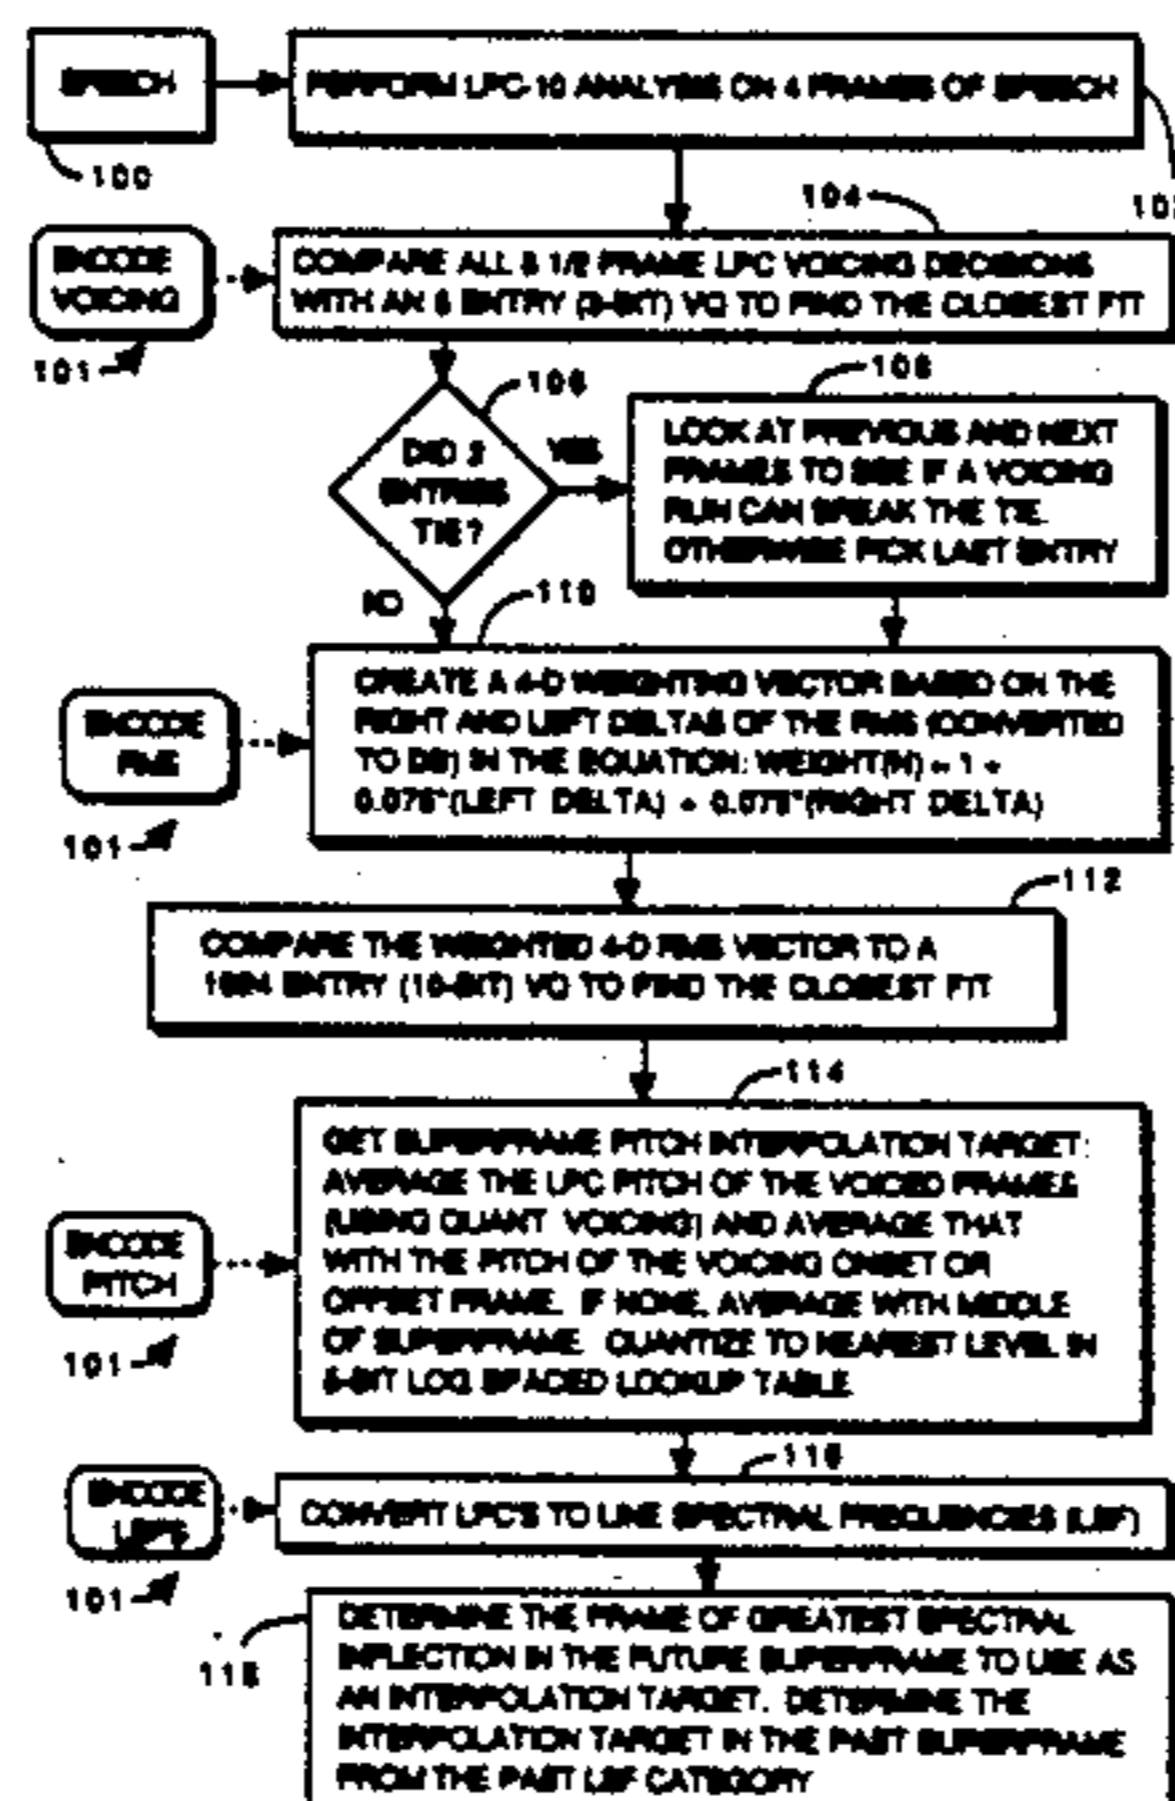 SPEECH
PERFORM LPC-10 ANALYSIS ON 4 FRAMES OF SPEECH
100
104
10
ENCODE
VOICING
COMPARE ALL 8 1/2 FRAME LPC VOICING DECISIONS
WITH AN 8 ENTRY (3-BIT) VQ TO FIND THE CLOSEST FIT
101
106
108
DID 2
ENTRIES
TIE?
YES
LOOK AT PREVIOUS AND NEXT
FRAMES TO SEE IF A VOICING
RUN CAN BREAK THE TIE.
OTHERWISE PICK LAST ENTRY
NO
110
ENCODE
RMS
CREATE A 4-D WEIGHTING VECTOR BASED ON THE
RIGHT AND LEFT DELTAS OF THE RMS (CONVERTED
TO DB) IN THE EQUATION: WEIGHT(N) = 1 +
0.075*(LEFT DELTA) + 0.075*(RIGHT DELTA)
101
112
COMPARE THE WEIGHTED 4-D RMS VECTOR TO A
1024 ENTRY (10-BIT) VQ TO FIND THE CLOSEST FIT
114
ENCODE
PITCH
GET SUPERFRAME PITCH INTERPOLATION TARGET:
AVERAGE THE LPC PITCH OF THE VOICED FRAMES
(USING QUANT VOICING) AND AVERAGE THAT
WITH THE PITCH OF THE VOICING ONSET OR
OFFSET FRAME. IF NONE, AVERAGE WITH MIDDLE
OF SUPERFRAME. QUANTIZE TO NEAREST LEVEL IN
LOG SPACED LOOKUP TABLE
101
116
ENCODE
LSF'S
CONVERT LPC'S TO LINE SPECTRAL FREQUENCIES (LSF)
101
118
DETERMINE THE FRAME OF GREATEST SPECTRAL
INFLECTION IN THE FUTURE SUPERFRAME TO USE AS
AN INTERPOLATION TARGET. DETERMINE THE
INTERPOLATION TARGET IN THE PAST SUPERFRAME
FROM THE PAST LSF CATEGORY